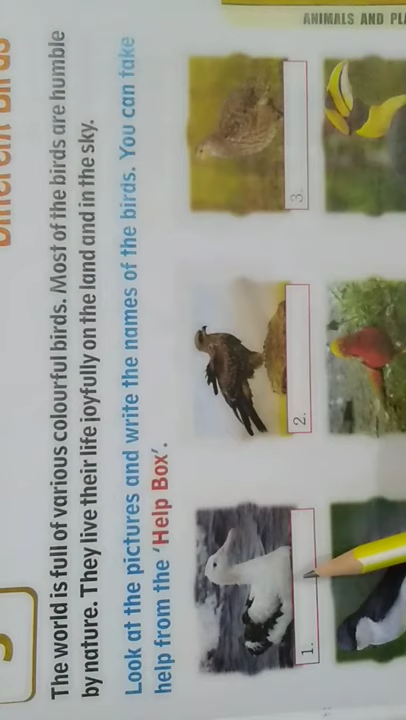 ANIMALS AND
Different Birds
The world is full of various colourful birds. Most of the birds are humble
by nature. They live their life joyfully on the land and in the sky.
Look at the pictures and write the names of the birds. You can take
help from the 'Help Box'.
1.
2.
3.